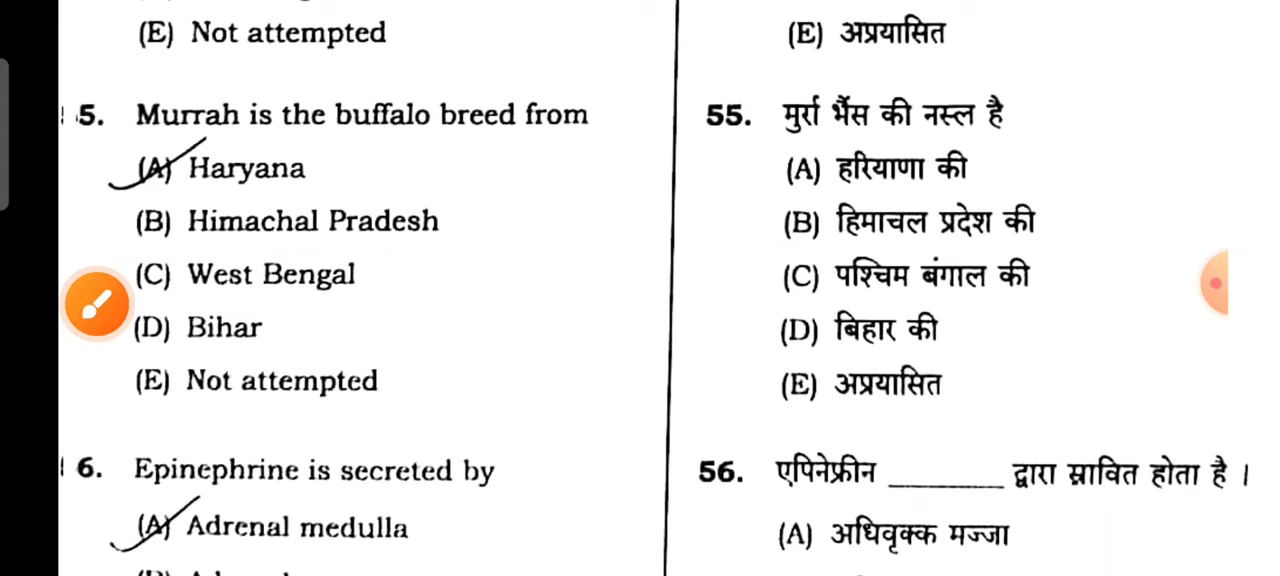 (E) Not attempted
5. Murrah is the buffalo breed from
(A) Haryana
(B) Himachal Pradesh
(C) West Bengal
(D) Bihar
(E) Not attempted
6. Epinephrine is secreted by
(A) Adrenal medulla
(E) अप्रयासित
55. मुर्रा भैंस की नस्ल है
(A) हरियाणा की
(B) हिमाचल प्रदेश की
(C) पश्चिम बंगाल की
(D) बिहार की
(E) अप्रयासित
56. एपिनेफ्रीन ________ द्वारा स्रावित होता है ।
(A) अधिवृक्क मज्जा